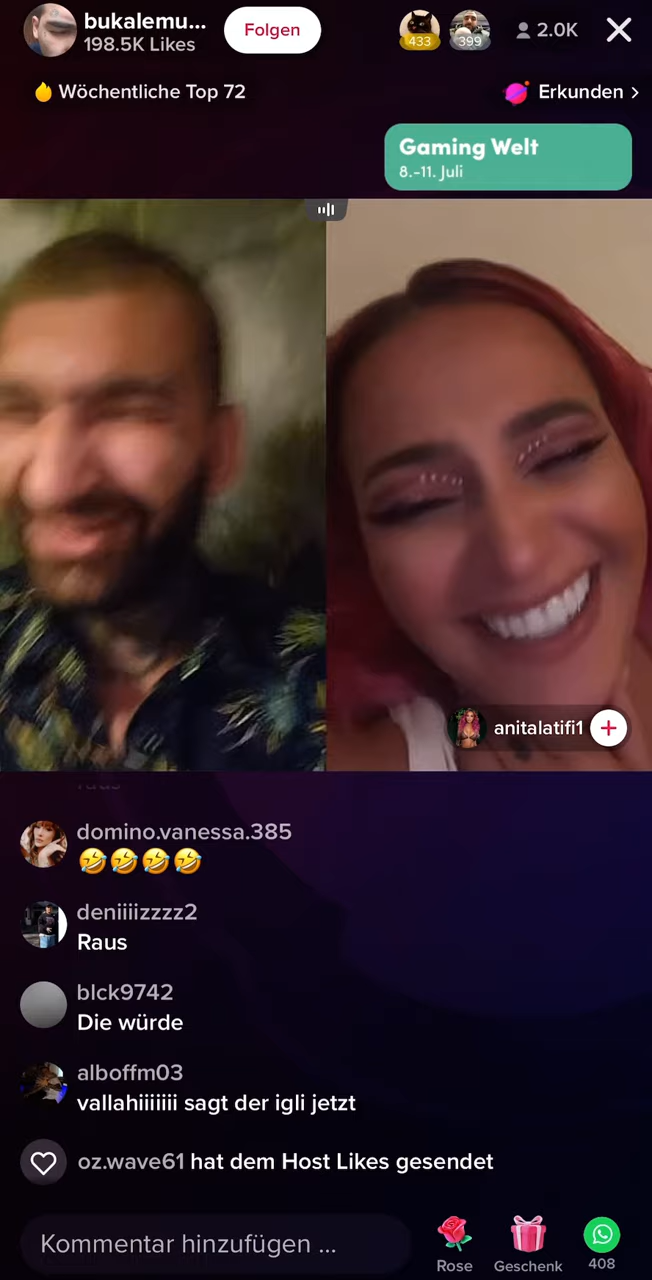 bukalemu...
198.5K Likes
Folgen
433
399
2.0K
Wöchentliche Top 72
Erkunden
Gaming Welt
8.-11. Juli
anitalatifi1
raus
domino.vanessa.385
🤣🤣🤣🤣
deniiizzzz2
Raus
blck9742
Die würde
alboffm03
vallahiiiiiii sagt der igli jetzt
oz.wave61 hat dem Host Likes gesendet
Kommentar hinzufügen ...
Rose
Geschenk
408